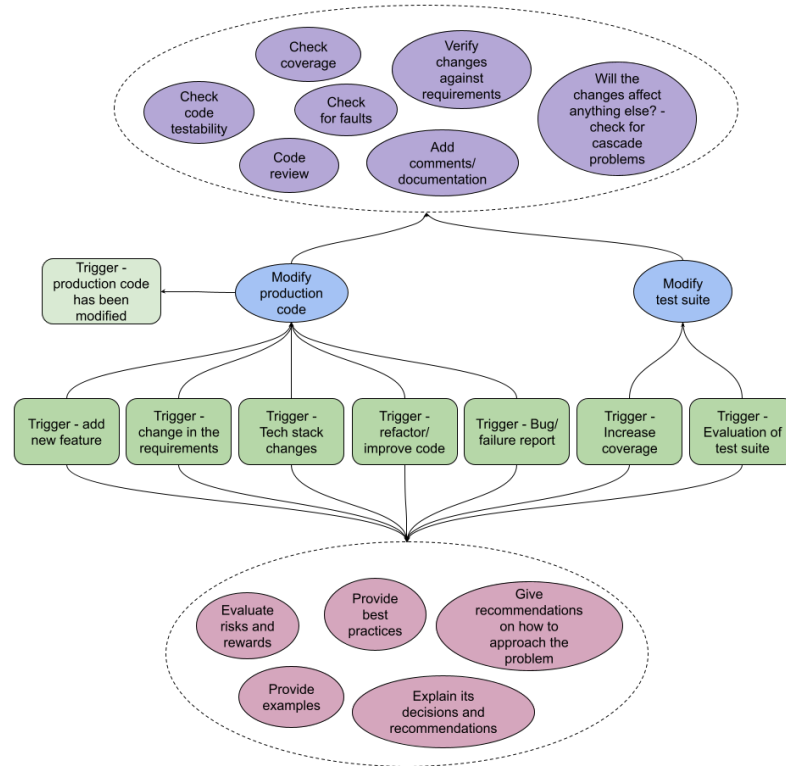 Check
coverage
Verify
changes
against
requirements
Will the
changes affect
anything else? -
check for
cascade
problems
Check
code
testability
Check
for faults
Code
review
Add
comments/
documentation
Trigger -
production code
has been
modified
Modify
production
code
Modify
test suite
Trigger - add
new feature
Trigger -
change in the
requirements
Trigger -
Tech stack
changes
Trigger -
refactor/
improve code
Trigger - Bug/
failure report
Trigger -
Increase
coverage
Trigger -
Evaluation of
test suite
Evaluate
risks and
rewards
Provide
best
practices
Give
recommendations
on how to
approach the
problem
Provide
examples
Explain its
decisions and
recommendations